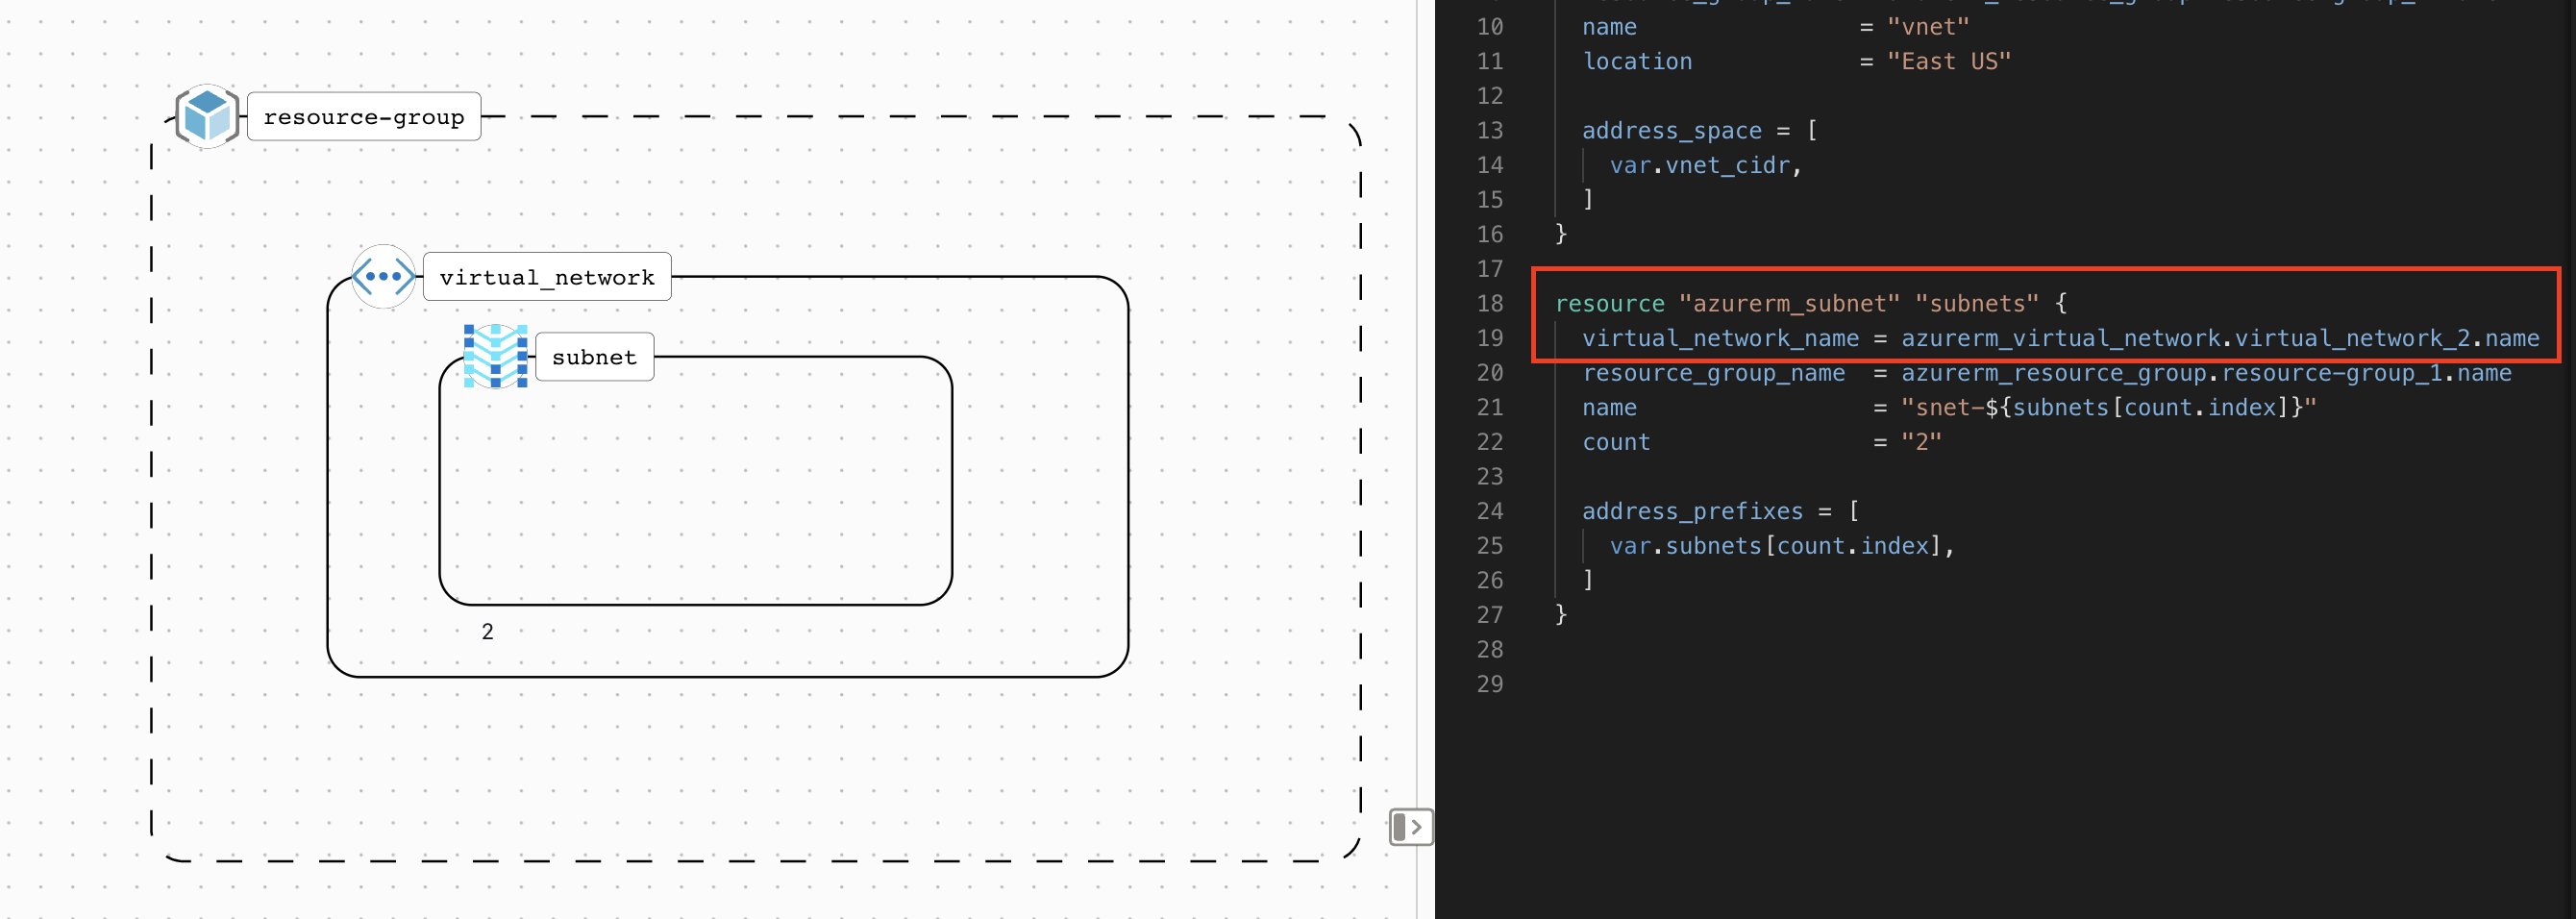 resource-group
virtual_network
subnet
2
10 name = "vnet"
11 location = "East US"
12
13 address_space = [
14 var.vnet_cidr,
15 ]
16 }
17
18 resource "azurerm_subnet" "subnets" {
19 virtual_network_name = azurerm_virtual_network.virtual_network_2.name
20 resource_group_name = azurerm_resource_group.resource-group_1.name
21 name = "snet-${subnets[count.index]}"
22 count = "2"
23
24 address_prefixes = [
25 var.subnets[count.index],
26 ]
27 }
28
29